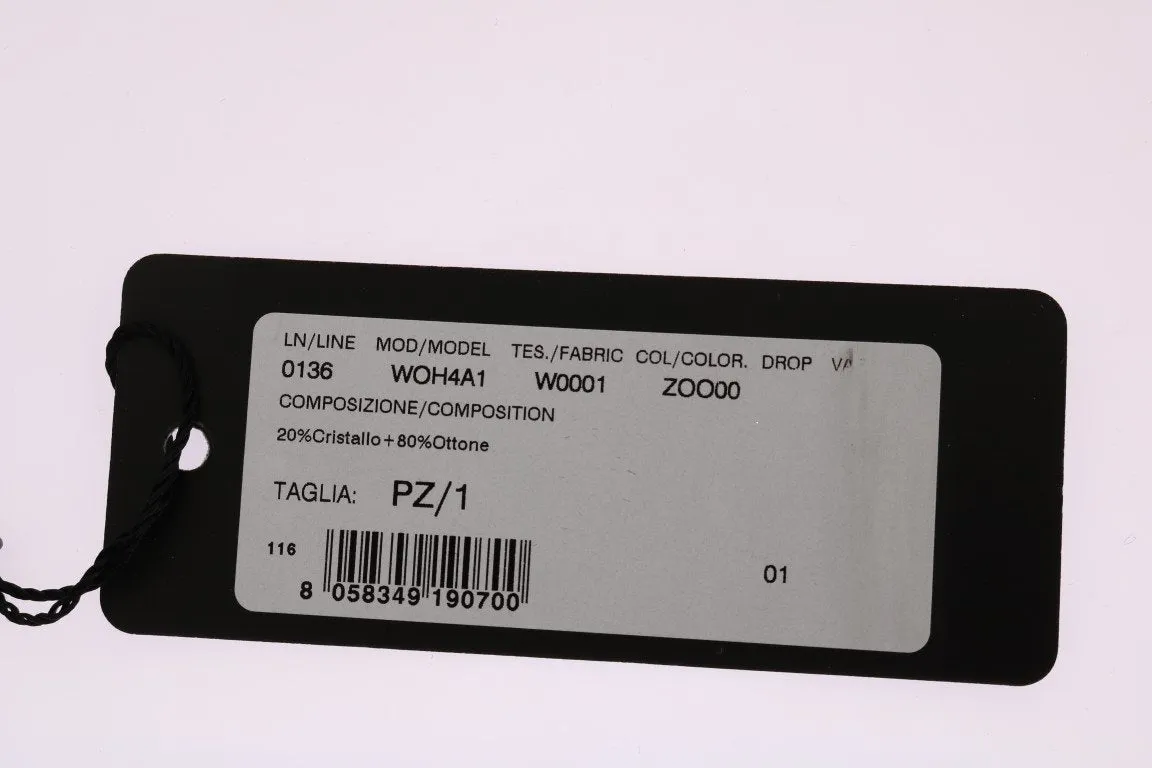 LN/LINE MOD/MODEL TES./FABRIC COL/COLOR. DROP VA
0136 WOH4A1 W0001 ZOO00
COMPOSIZIONE/COMPOSITION
20%Cristallo+80%Ottone
TAGLIA: PZ/1
116
01
8 058349 190700